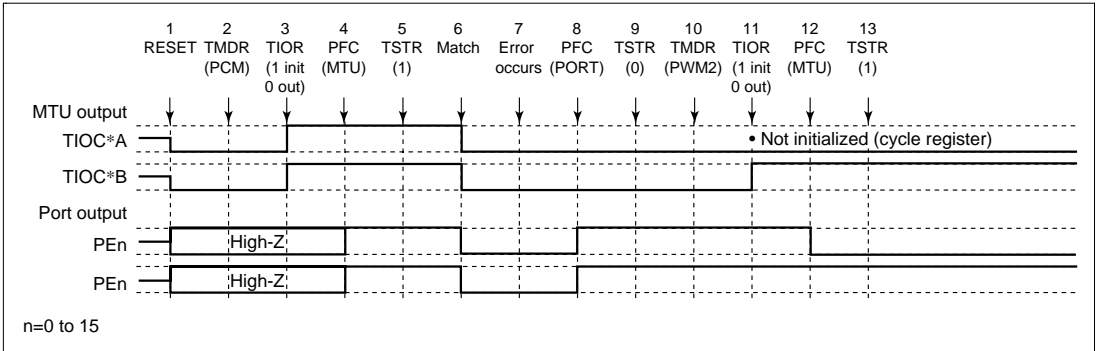 1 2 3 4 5 6 7 8 9 10 11 12 13
RESET TMDR TIOR PFC TSTR Match Error PFC TSTR TMDR TIOR PFC TSTR
(PCM) (1 init (MTU) (1) occurs (PORT) (0) (PWM2) (1 init (MTU) (1)
0 out) 0 out)
MTU output
TIOC*A • Not initialized (cycle register)
TIOC*B
Port output
PEn High-Z
PEn High-Z
n=0 to 15